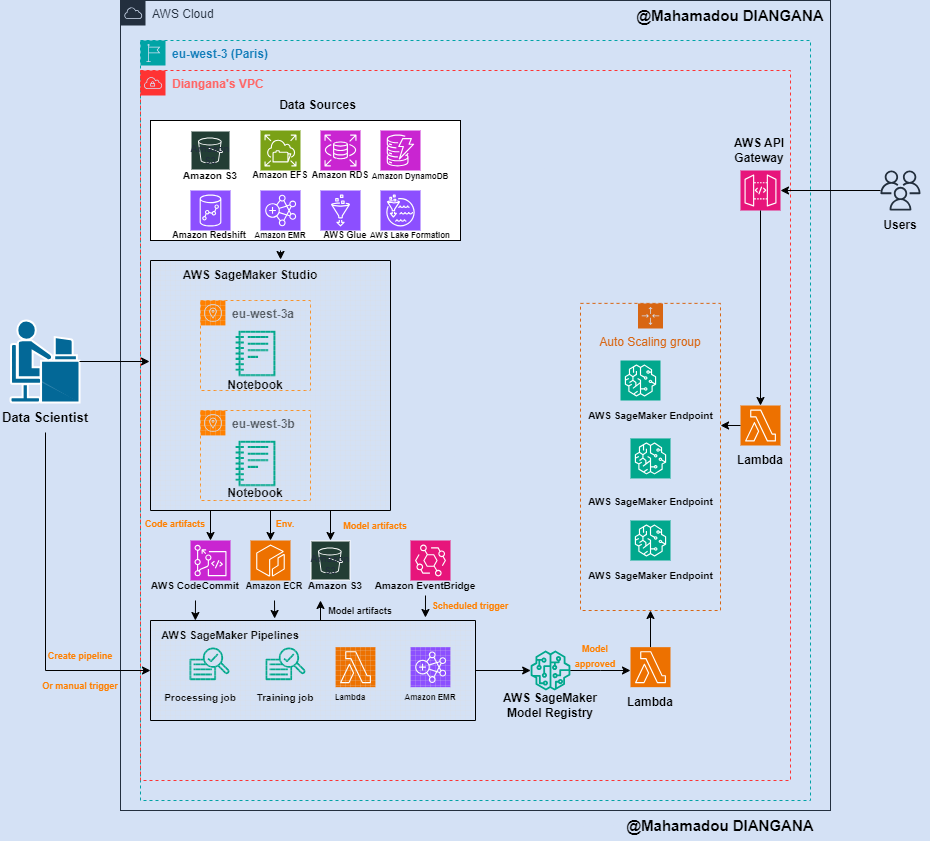 AWS Cloud
@Mahamadou DIANGANA
eu-west-3 (Paris)
Diangana's VPC
Data Sources
Amazon S3
Amazon EFS
Amazon RDS
Amazon DynamoDB
Amazon Redshift
Amazon EMR
AWS Glue
AWS Lake Formation
AWS API
Gateway
Users
AWS SageMaker Studio
eu-west-3a
Notebook
eu-west-3b
Notebook
Data Scientist
Auto Scaling group
AWS SageMaker Endpoint
AWS SageMaker Endpoint
AWS SageMaker Endpoint
Lambda
Code artifacts
Env.
Model artifacts
AWS CodeCommit
Amazon ECR
Amazon S3
Amazon EventBridge
Model artifacts
Scheduled trigger
AWS SageMaker Pipelines
Processing job
Training job
Lambda
Amazon EMR
Create pipeline
Or manual trigger
Model
approved
AWS SageMaker
Model Registry
Lambda
@Mahamadou DIANGANA